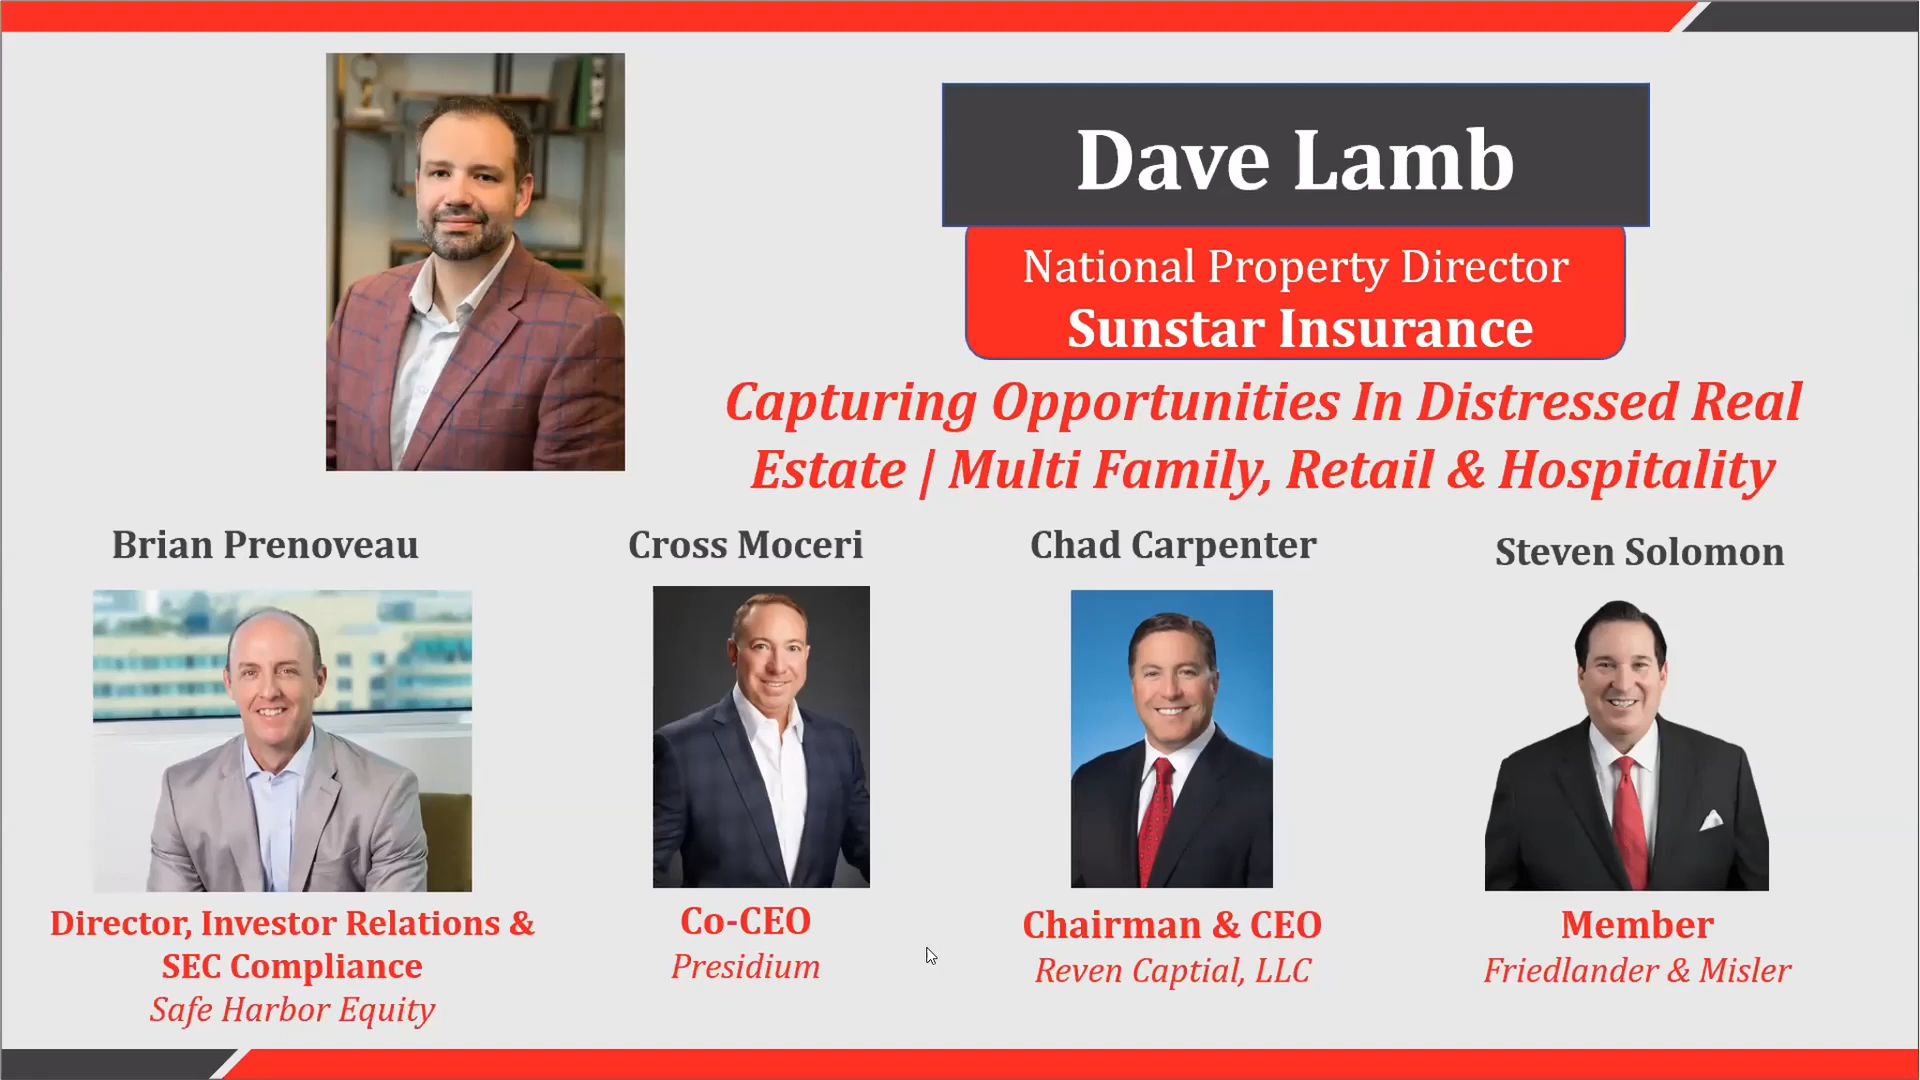 Dave Lamb
National Property Director
Sunstar Insurance
Capturing Opportunities In Distressed Real
Estate | Multi Family, Retail & Hospitality
Brian Prenoveau
Cross Moceri
Chad Carpenter
Steven Solomon
Director, Investor Relations &
SEC Compliance
Safe Harbor Equity
Co-CEO
Presidium
Chairman & CEO
Reven Captial, LLC
Member
Friedlander & Misler